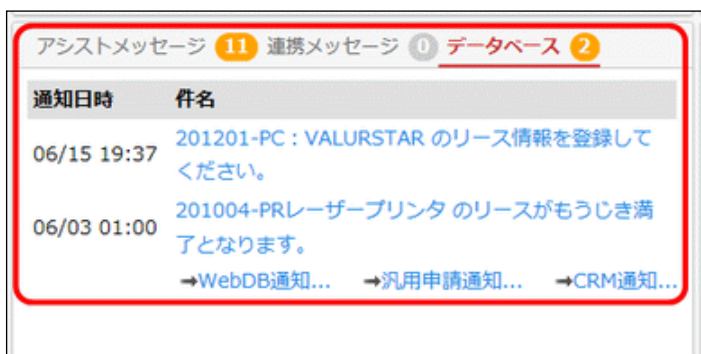 アシストメッセージ 11 連携メッセージ 0 データベース 2
通知日時 件名
06/15 19:37 201201-PC：VALURSTAR のリース情報を登録して
ください。
06/03 01:00 201004-PRレーザープリンタ のリースがもうじき満
了となります。
➡WebDB通知... ➡汎用申請通知... ➡CRM通知...